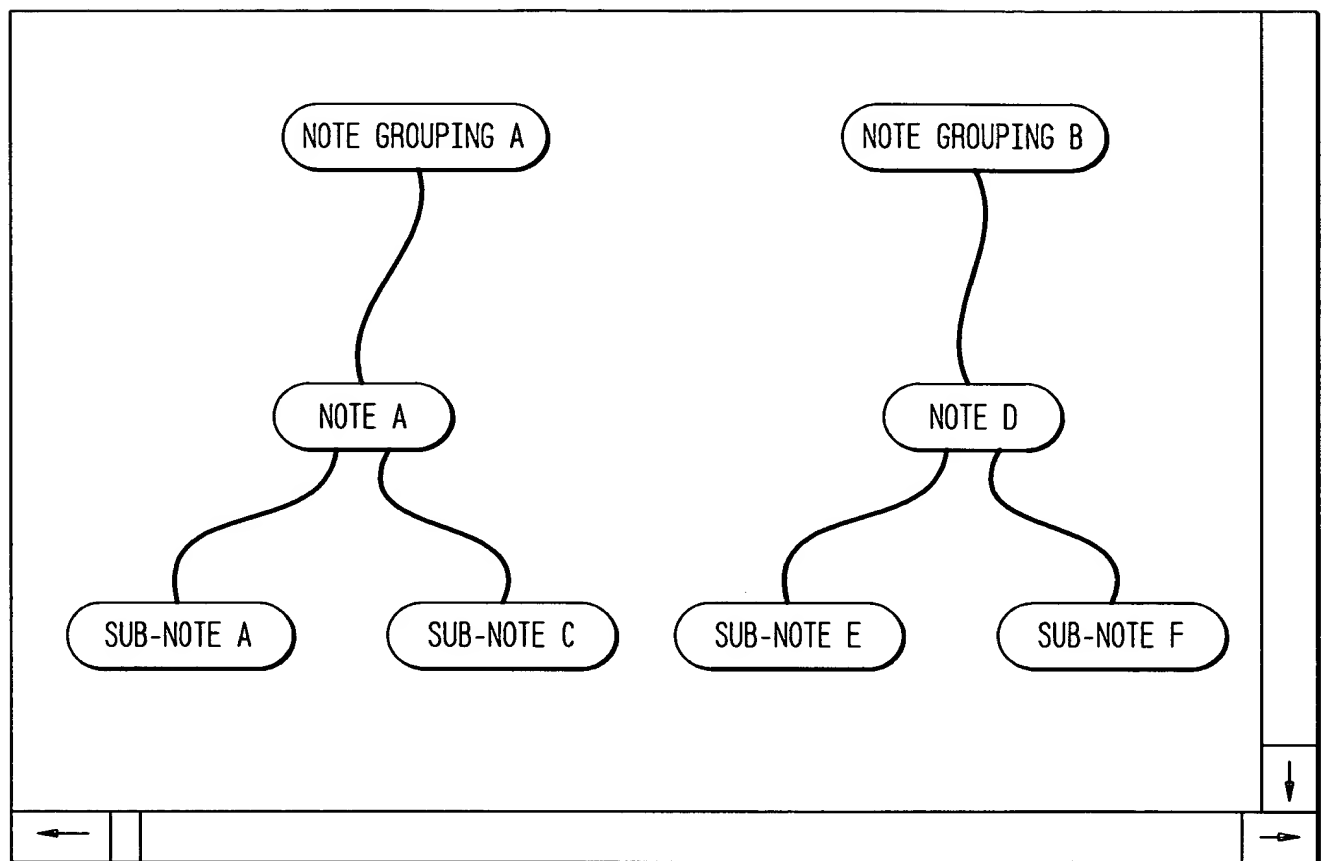 NOTE GROUPING A
NOTE GROUPING B
NOTE A
NOTE D
SUB-NOTE A
SUB-NOTE C
SUB-NOTE E
SUB-NOTE F